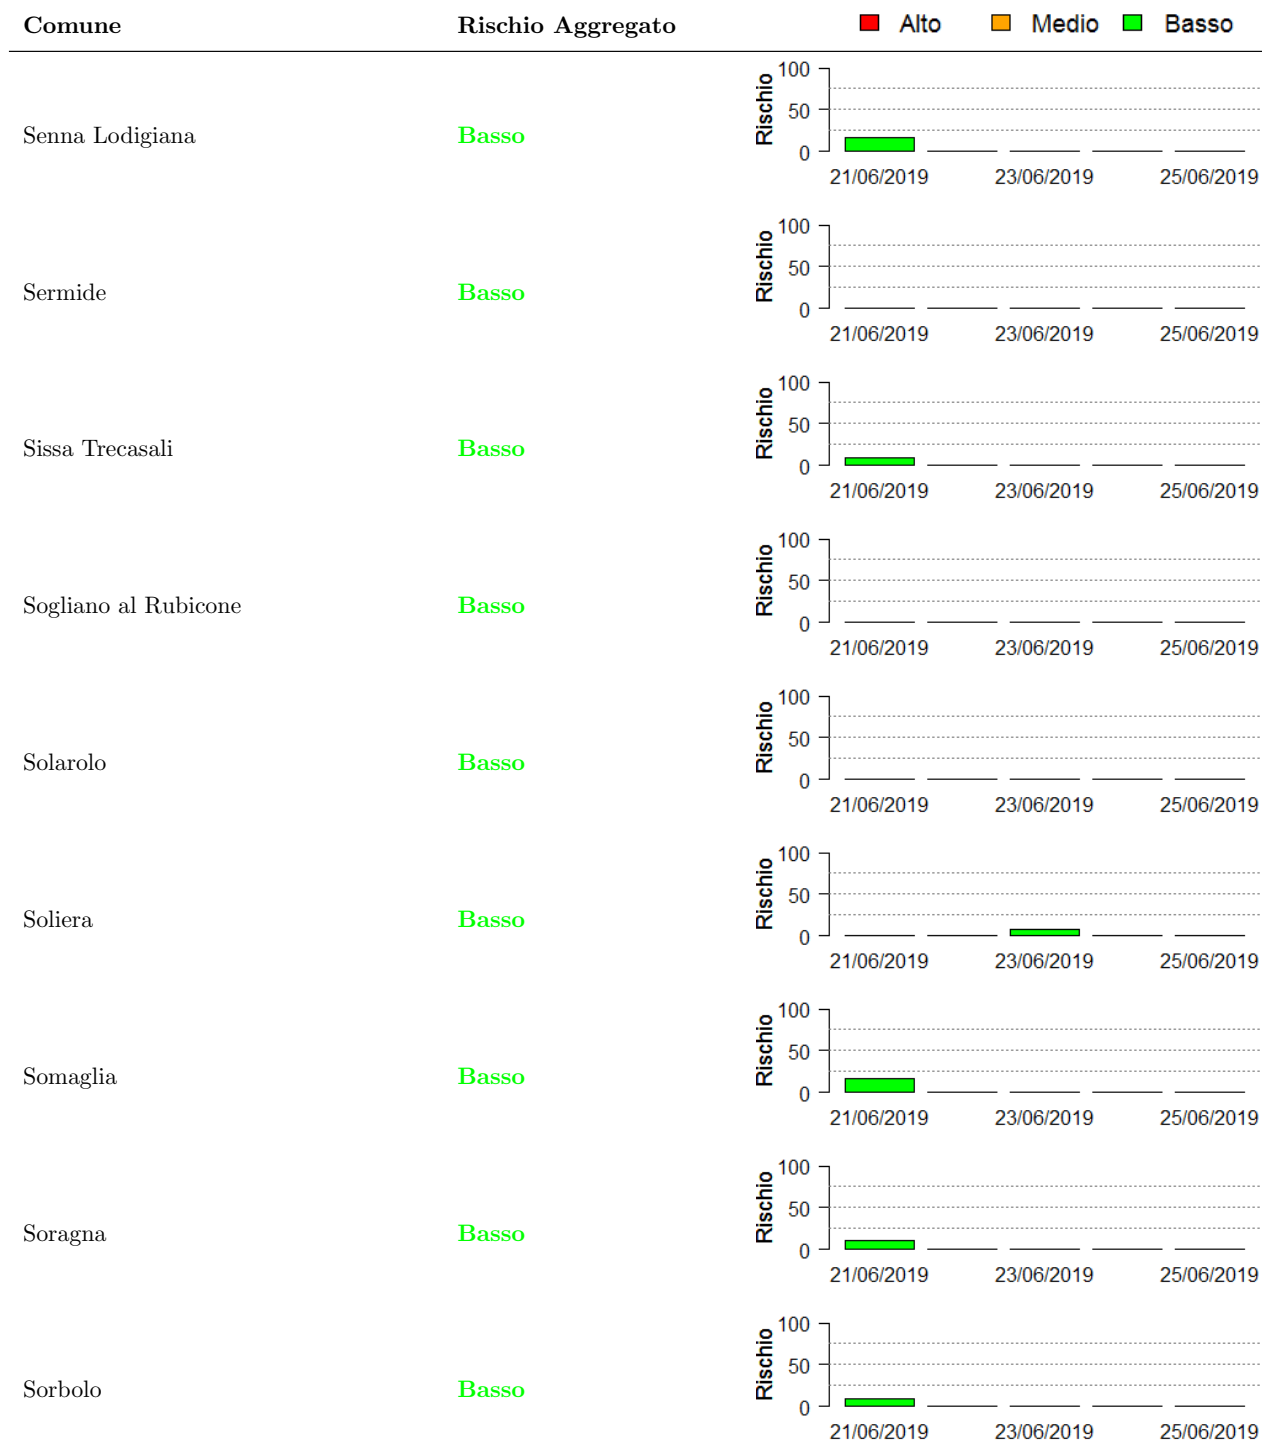 Comune Rischio Aggregato Alto Medio Basso
Senna Lodigiana Basso Rischio 100 50 0
21/06/2019 23/06/2019 25/06/2019
Sermide Basso Rischio 100 50 0
21/06/2019 23/06/2019 25/06/2019
Sissa Trecasali Basso Rischio 100 50 0
21/06/2019 23/06/2019 25/06/2019
Sogliano al Rubicone Basso Rischio 100 50 0
21/06/2019 23/06/2019 25/06/2019
Solarolo Basso Rischio 100 50 0
21/06/2019 23/06/2019 25/06/2019
Soliera Basso Rischio 100 50 0
21/06/2019 23/06/2019 25/06/2019
Somaglia Basso Rischio 100 50 0
21/06/2019 23/06/2019 25/06/2019
Soragna Basso Rischio 100 50 0
21/06/2019 23/06/2019 25/06/2019
Sorbolo Basso Rischio 100 50 0
21/06/2019 23/06/2019 25/06/2019